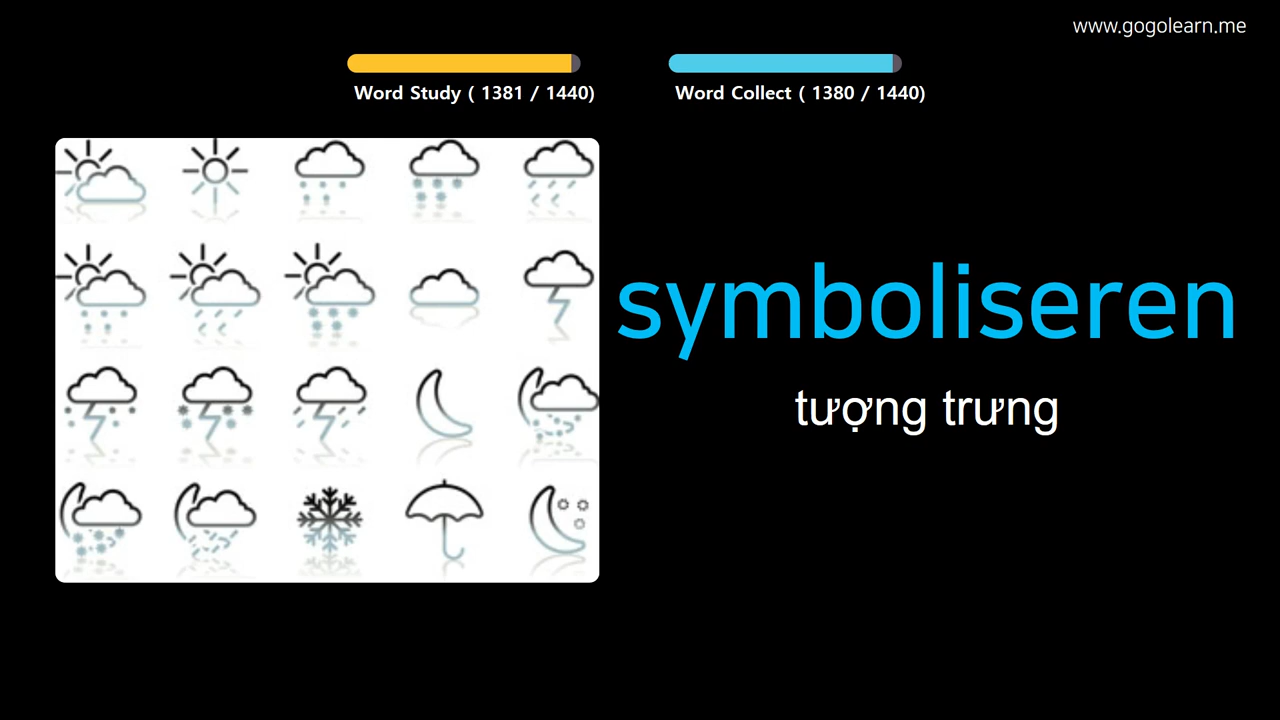 www.gogolearn.me
Word Study ( 1381 / 1440)
Word Collect ( 1380 / 1440)
symboliseren
tượng trưng